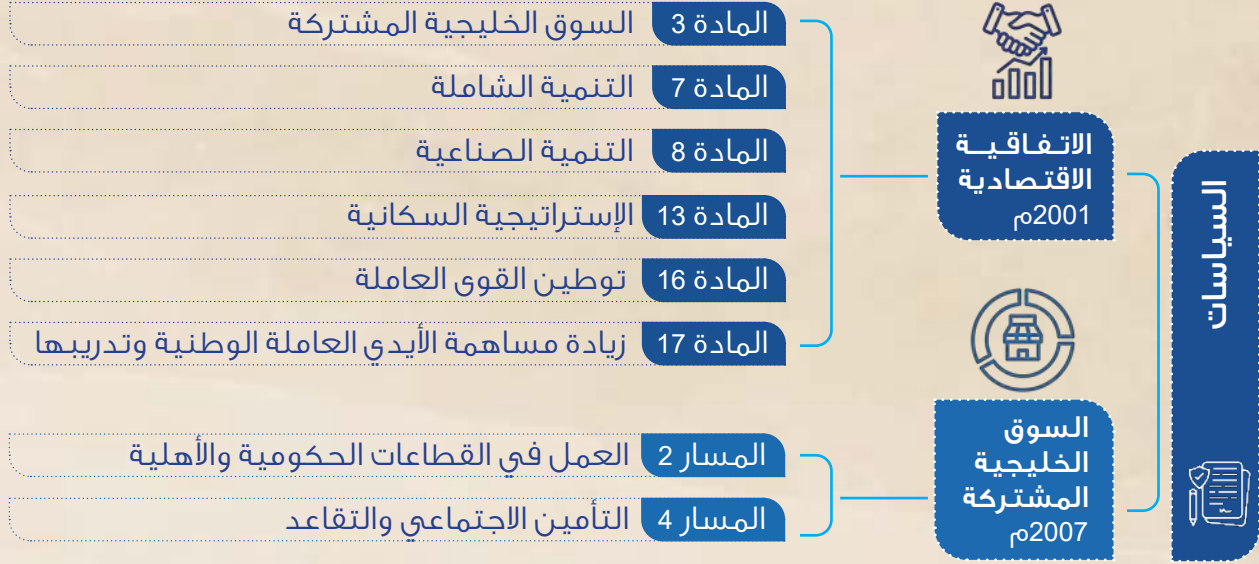 السياسات
الاتفاقية
الاقتصادية
2001م
المادة 3 السوق الخليجية المشتركة
المادة 7 التنمية الشاملة
المادة 8 التنمية الصناعية
المادة 13 الإستراتيجية السكانية
المادة 16 توطين القوى العاملة
المادة 17 زيادة مساهمة الأيدي العاملة الوطنية وتدريبها
السوق
الخليجية
المشتركة
2007م
المسار 2 العمل في القطاعات الحكومية والأهلية
المسار 4 التأمين الاجتماعي والتقاعد